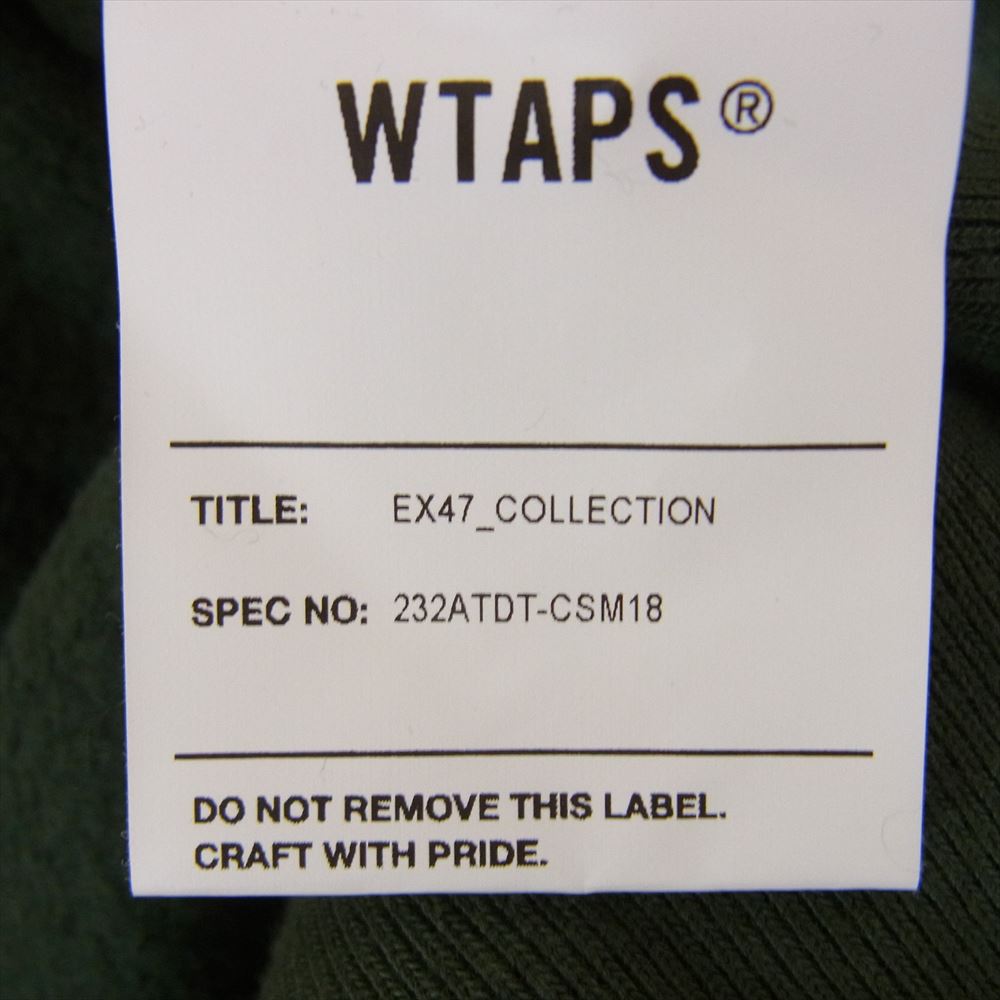 WTAPS®
TITLE: EX47_COLLECTION
SPEC NO: 232ATDT-CSM18
DO NOT REMOVE THIS LABEL.
CRAFT WITH PRIDE.